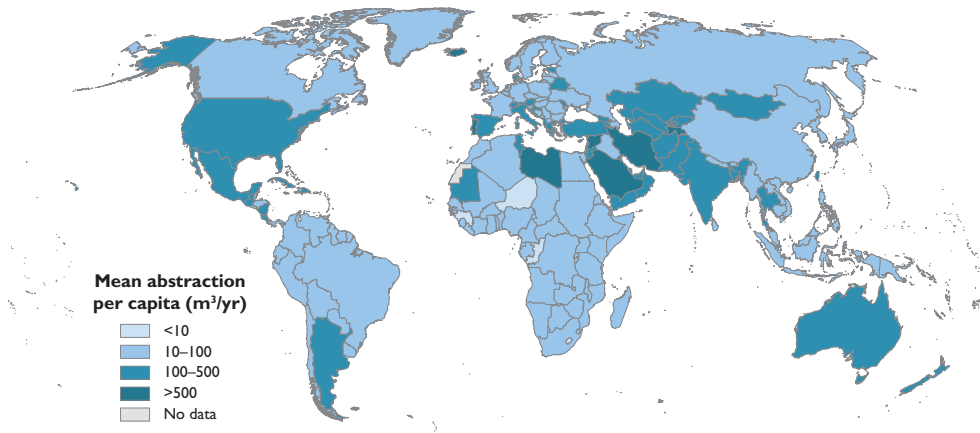 Mean abstraction
per capita (m³/yr)
<10
10–100
100–500
>500
No data